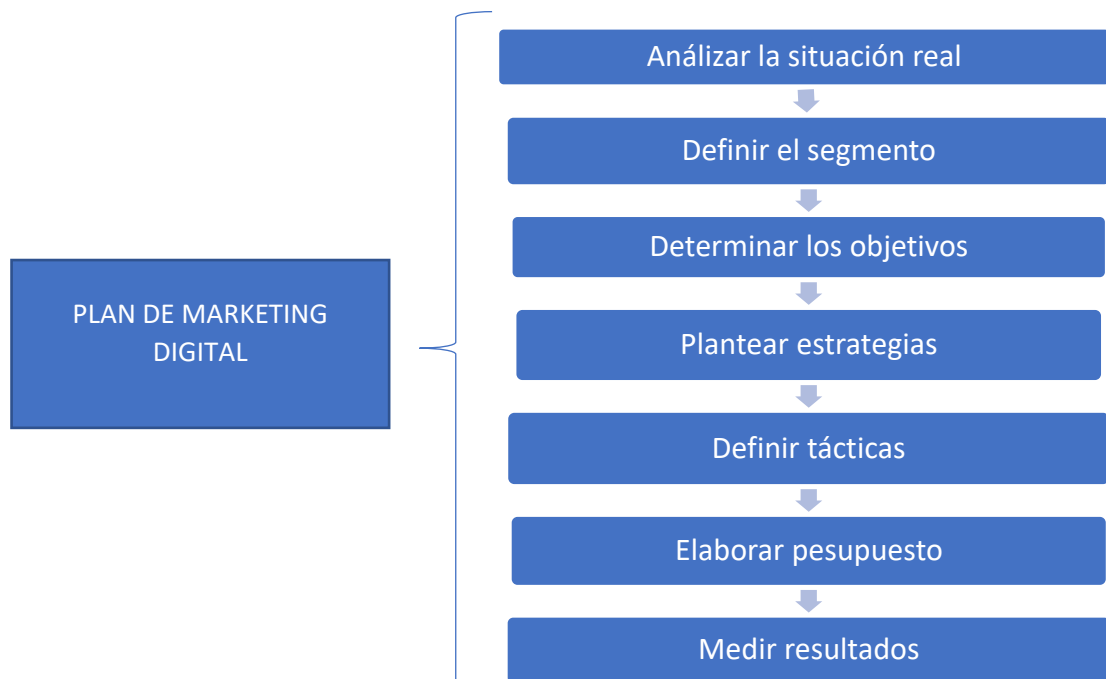 PLAN DE MARKETING
DIGITAL
Análizar la situación real
Definir el segmento
Determinar los objetivos
Plantear estrategias
Definir tácticas
Elaborar pesupuesto
Medir resultados